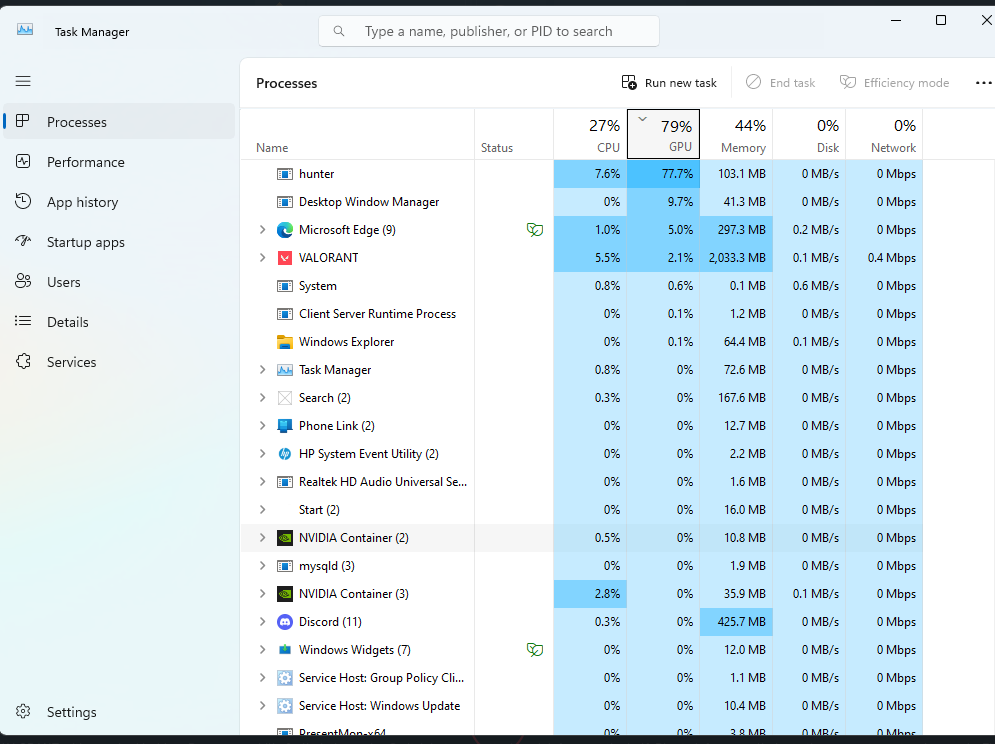 Task Manager
Type a name, publisher, or PID to search
Processes
Run new task
End task
Efficiency mode
Processes
Performance
App history
Startup apps
Users
Details
Services
Settings
27% 79% 44% 0% 0%
Name Status CPU GPU Memory Disk Network
hunter 7.6% 77.7% 103.1 MB 0 MB/s 0 Mbps
Desktop Window Manager 0% 9.7% 41.3 MB 0 MB/s 0 Mbps
Microsoft Edge (9) 1.0% 5.0% 297.3 MB 0.2 MB/s 0 Mbps
VALORANT 5.5% 2.1% 2,033.3 MB 0.1 MB/s 0.4 Mbps
System 0.8% 0.6% 0.1 MB 0.6 MB/s 0 Mbps
Client Server Runtime Process 0% 0.1% 1.2 MB 0 MB/s 0 Mbps
Windows Explorer 0% 0.1% 64.4 MB 0.1 MB/s 0 Mbps
Task Manager 0.8% 0% 72.6 MB 0 MB/s 0 Mbps
Search (2) 0.3% 0% 167.6 MB 0 MB/s 0 Mbps
Phone Link (2) 0% 0% 12.7 MB 0 MB/s 0 Mbps
HP System Event Utility (2) 0% 0% 2.2 MB 0 MB/s 0 Mbps
Realtek HD Audio Universal Se... 0% 0% 1.6 MB 0 MB/s 0 Mbps
Start (2) 0% 0% 16.0 MB 0 MB/s 0 Mbps
NVIDIA Container (2) 0.5% 0% 10.8 MB 0 MB/s 0 Mbps
mysqld (3) 0% 0% 1.9 MB 0 MB/s 0 Mbps
NVIDIA Container (3) 2.8% 0% 35.9 MB 0.1 MB/s 0 Mbps
Discord (11) 0.3% 0% 425.7 MB 0 MB/s 0 Mbps
Windows Widgets (7) 0% 0% 12.0 MB 0 MB/s 0 Mbps
Service Host: Group Policy Cli... 0% 0% 1.1 MB 0 MB/s 0 Mbps
Service Host: Windows Update 0% 0% 10.4 MB 0 MB/s 0 Mbps
PresentMon-x64 0% 0% 3.8 MB 0 MB/s 0 Mbps